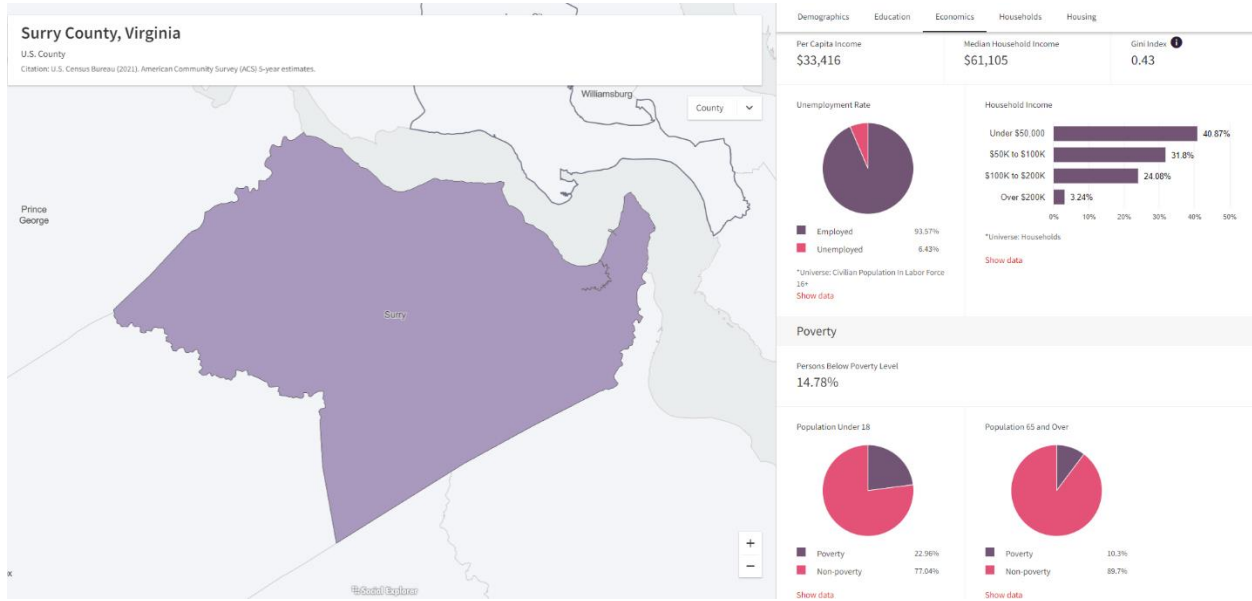 Surry County, Virginia
U.S. County
Citation: U.S. Census Bureau (2021). American Community Survey (ACS) 5-year estimates.
Williamsburg
County
Prince
George
Surry
+
−
Social Explorer
Demographics Education Economics Households Housing
Per Capita Income Median Household Income Gini Index i
$33,416 $61,105 0.43
Unemployment Rate
Employed 93.57%
Unemployed 6.43%
*Universe: Civilian Population In Labor Force
16+
Show data
Household Income
Under $50,000 40.87%
$50K to $100K 31.8%
$100K to $200K 24.08%
Over $200K 3.24%
0% 10% 20% 30% 40% 50%
*Universe: Households
Show data
Poverty
Persons Below Poverty Level
14.78%
Population Under 18
Poverty 22.96%
Non-poverty 77.04%
Show data
Population 65 and Over
Poverty 10.3%
Non-poverty 89.7%
Show data